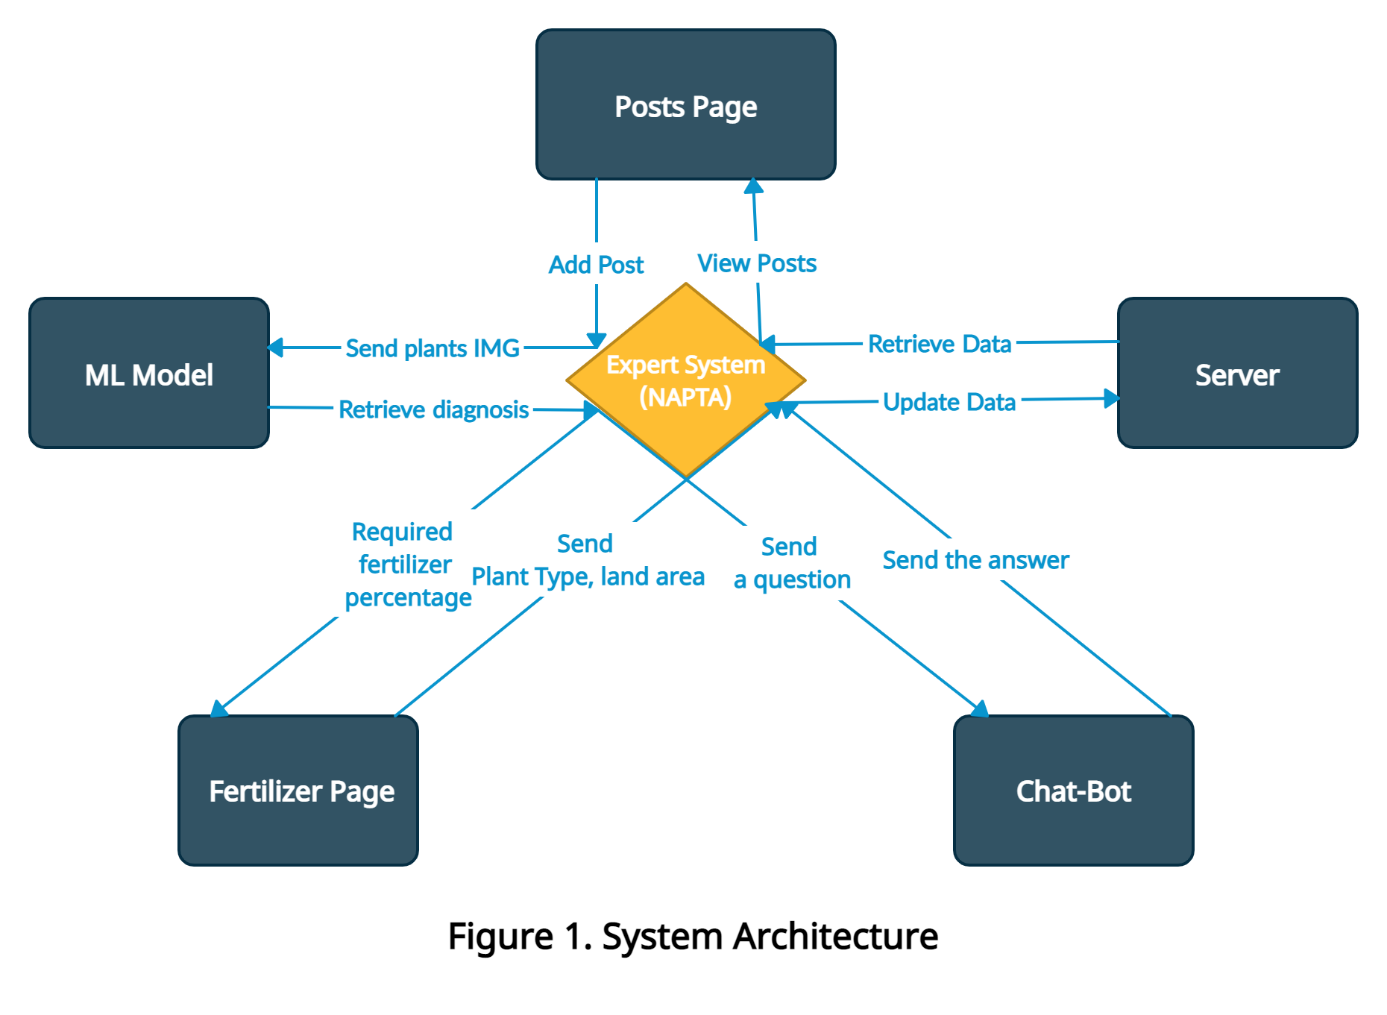 Posts Page
Add Post
View Posts
ML Model
Send plants IMG
Retrieve diagnosis
Expert System
(NAPTA)
Retrieve Data
Update Data
Server
Required
fertilizer
percentage
Send
Plant Type, land area
Send
a question
Send the answer
Fertilizer Page
Chat-Bot
Figure 1. System Architecture